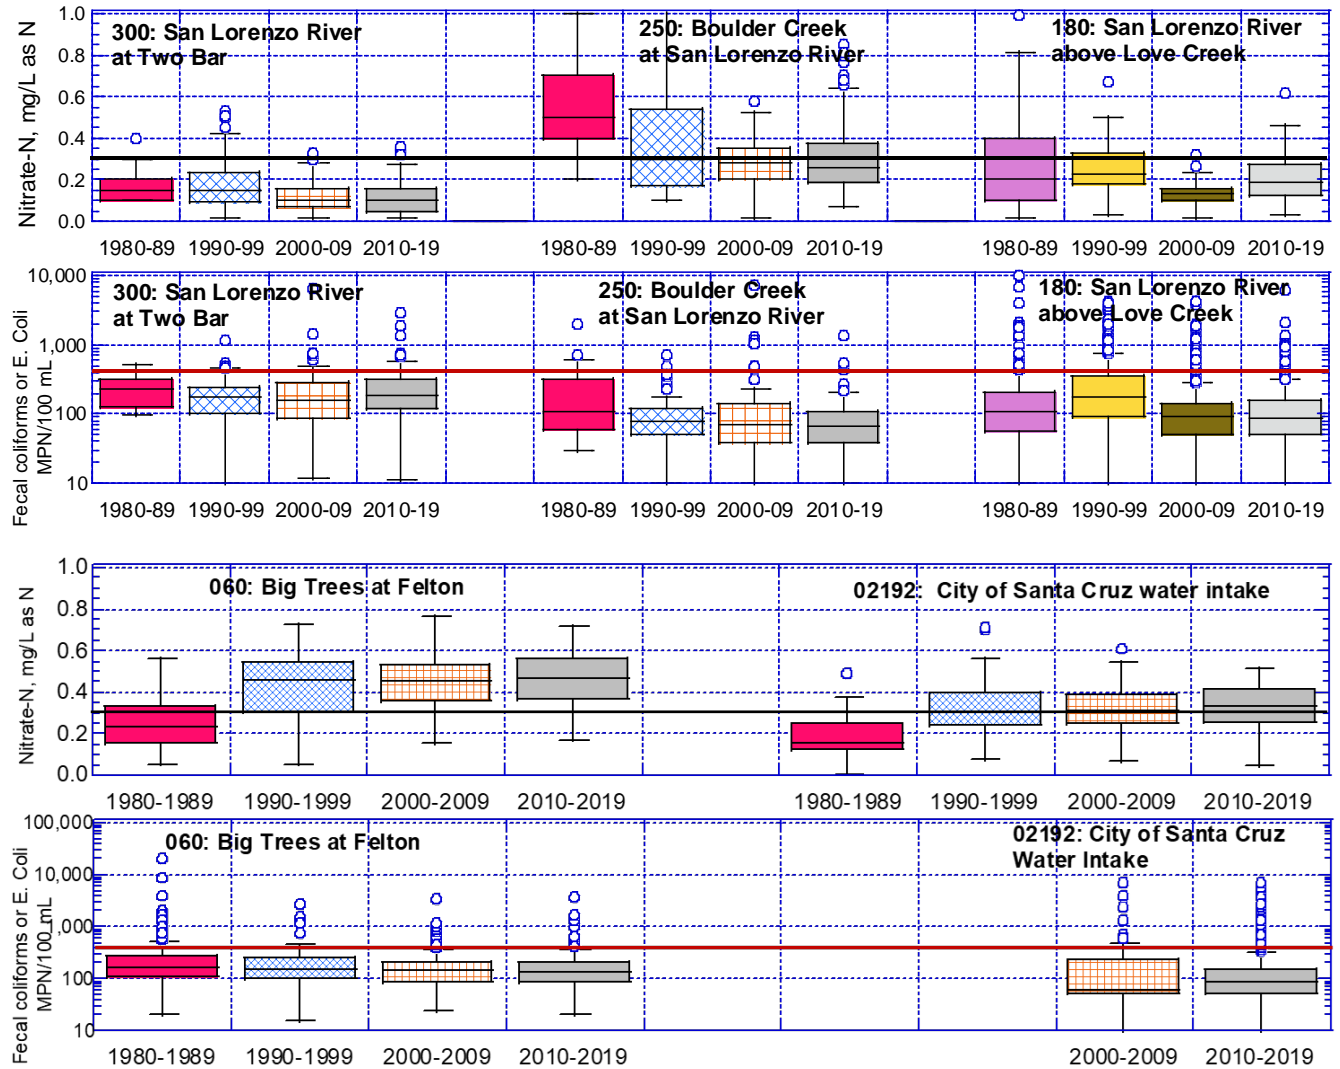 Nitrate-N, mg/L as N
1.0
0.8
0.6
0.4
0.2
0.0
300: San Lorenzo River
at Two Bar
250: Boulder Creek
at San Lorenzo River
180: San Lorenzo River
above Love Creek
1980-89 1990-99 2000-09 2010-19 1980-89 1990-99 2000-09 2010-19 1980-89 1990-99 2000-09 2010-19
Fecal coliforms or E. Coli
MPN/100 mL
10,000
1,000
100
10
300: San Lorenzo River
at Two Bar
250: Boulder Creek
at San Lorenzo River
180: San Lorenzo River
above Love Creek
1980-89 1990-99 2000-09 2010-19 1980-89 1990-99 2000-09 2010-19 1980-89 1990-99 2000-09 2010-19
Nitrate-N, mg/L as N
1.0
0.8
0.6
0.4
0.2
0.0
060: Big Trees at Felton
02192: City of Santa Cruz water intake
1980-1989 1990-1999 2000-2009 2010-2019 1980-1989 1990-1999 2000-2009 2010-2019
Fecal coliforms or E. Coli
MPN/100 mL
100,000
10,000
1,000
100
10
060: Big Trees at Felton
02192: City of Santa Cruz
Water Intake
1980-1989 1990-1999 2000-2009 2010-2019 2000-2009 2010-2019